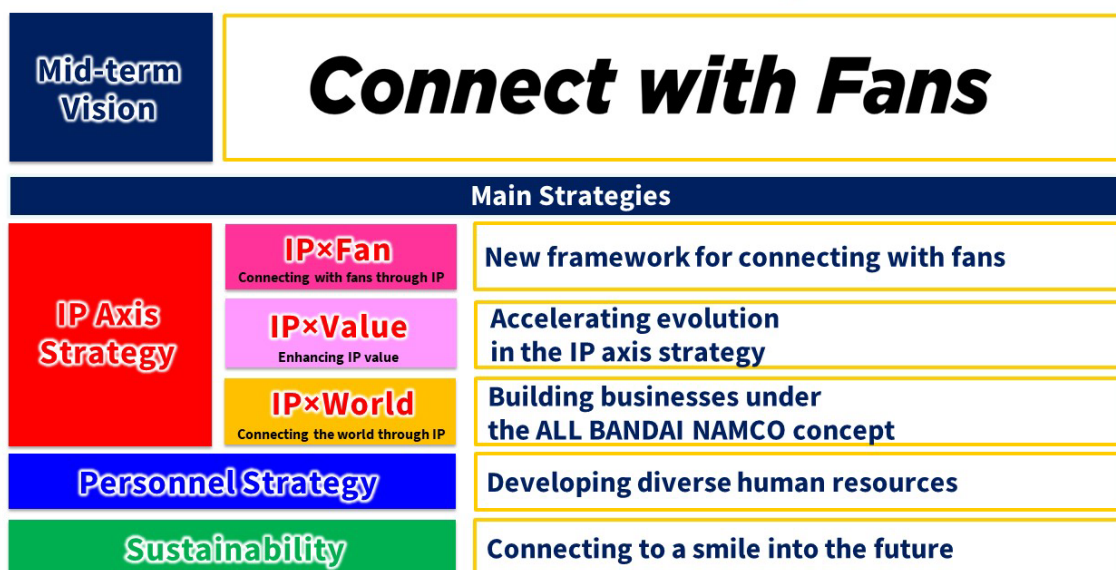 Mid-term
Vision
Connect with Fans
Main Strategies
IP Axis
Strategy
IP×Fan
Connecting with fans through IP
New framework for connecting with fans
IP×Value
Enhancing IP value
Accelerating evolution
in the IP axis strategy
IP×World
Connecting the world through IP
Building businesses under
the ALL BANDAI NAMCO concept
Personnel Strategy
Developing diverse human resources
Sustainability
Connecting to a smile into the future